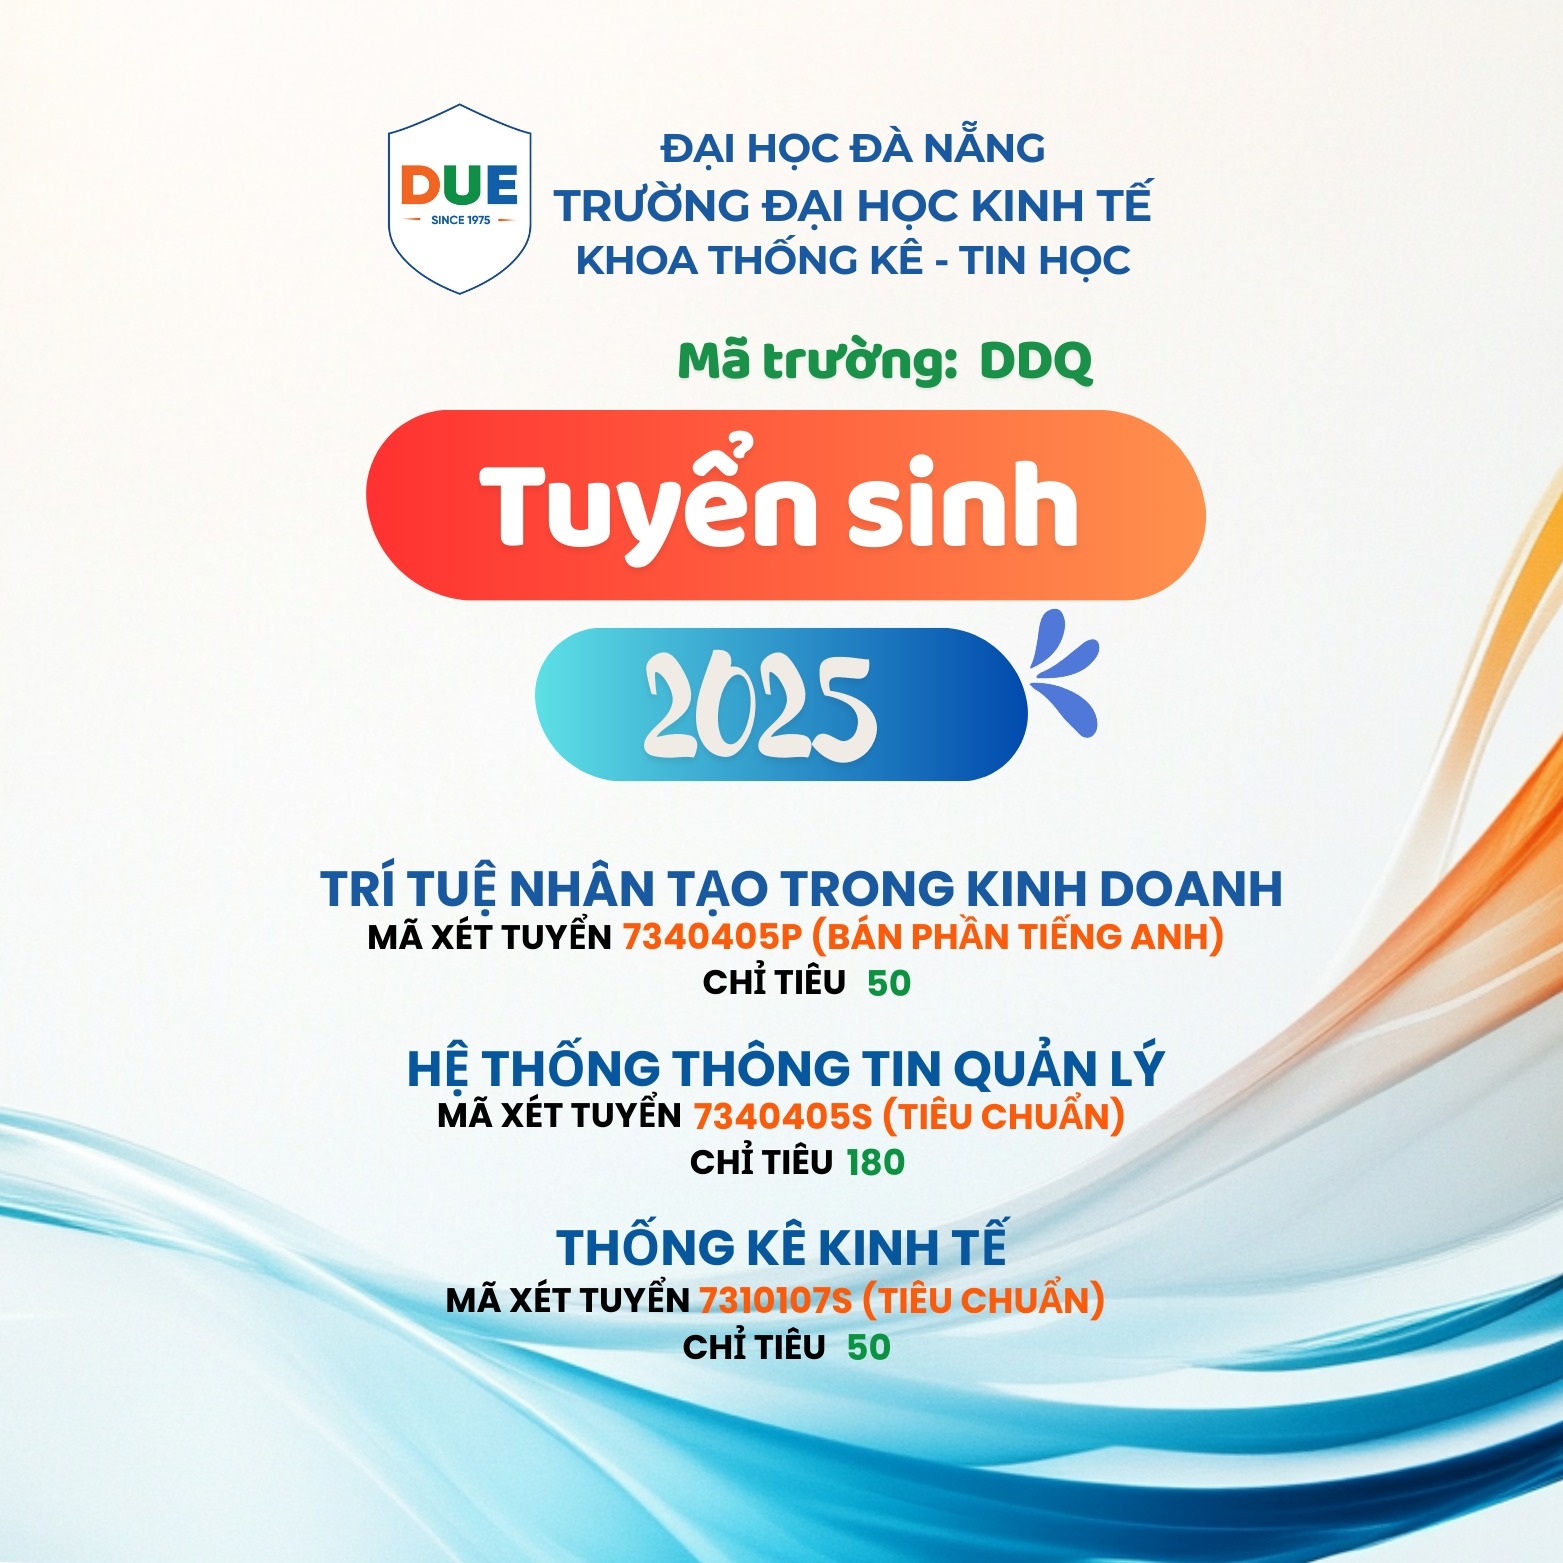 DUE
SINCE 1975
ĐẠI HỌC ĐÀ NẴNG
TRƯỜNG ĐẠI HỌC KINH TẾ
KHOA THỐNG KÊ - TIN HỌC
Mã trường: DDQ
Tuyển sinh
2025
TRÍ TUỆ NHÂN TẠO TRONG KINH DOANH
MÃ XÉT TUYỂN 7340405P (BÁN PHẦN TIẾNG ANH)
CHỈ TIÊU 50
HỆ THỐNG THÔNG TIN QUẢN LÝ
MÃ XÉT TUYỂN 7340405S (TIÊU CHUẨN)
CHỈ TIÊU 180
THỐNG KÊ KINH TẾ
MÃ XÉT TUYỂN 7310107S (TIÊU CHUẨN)
CHỈ TIÊU 50